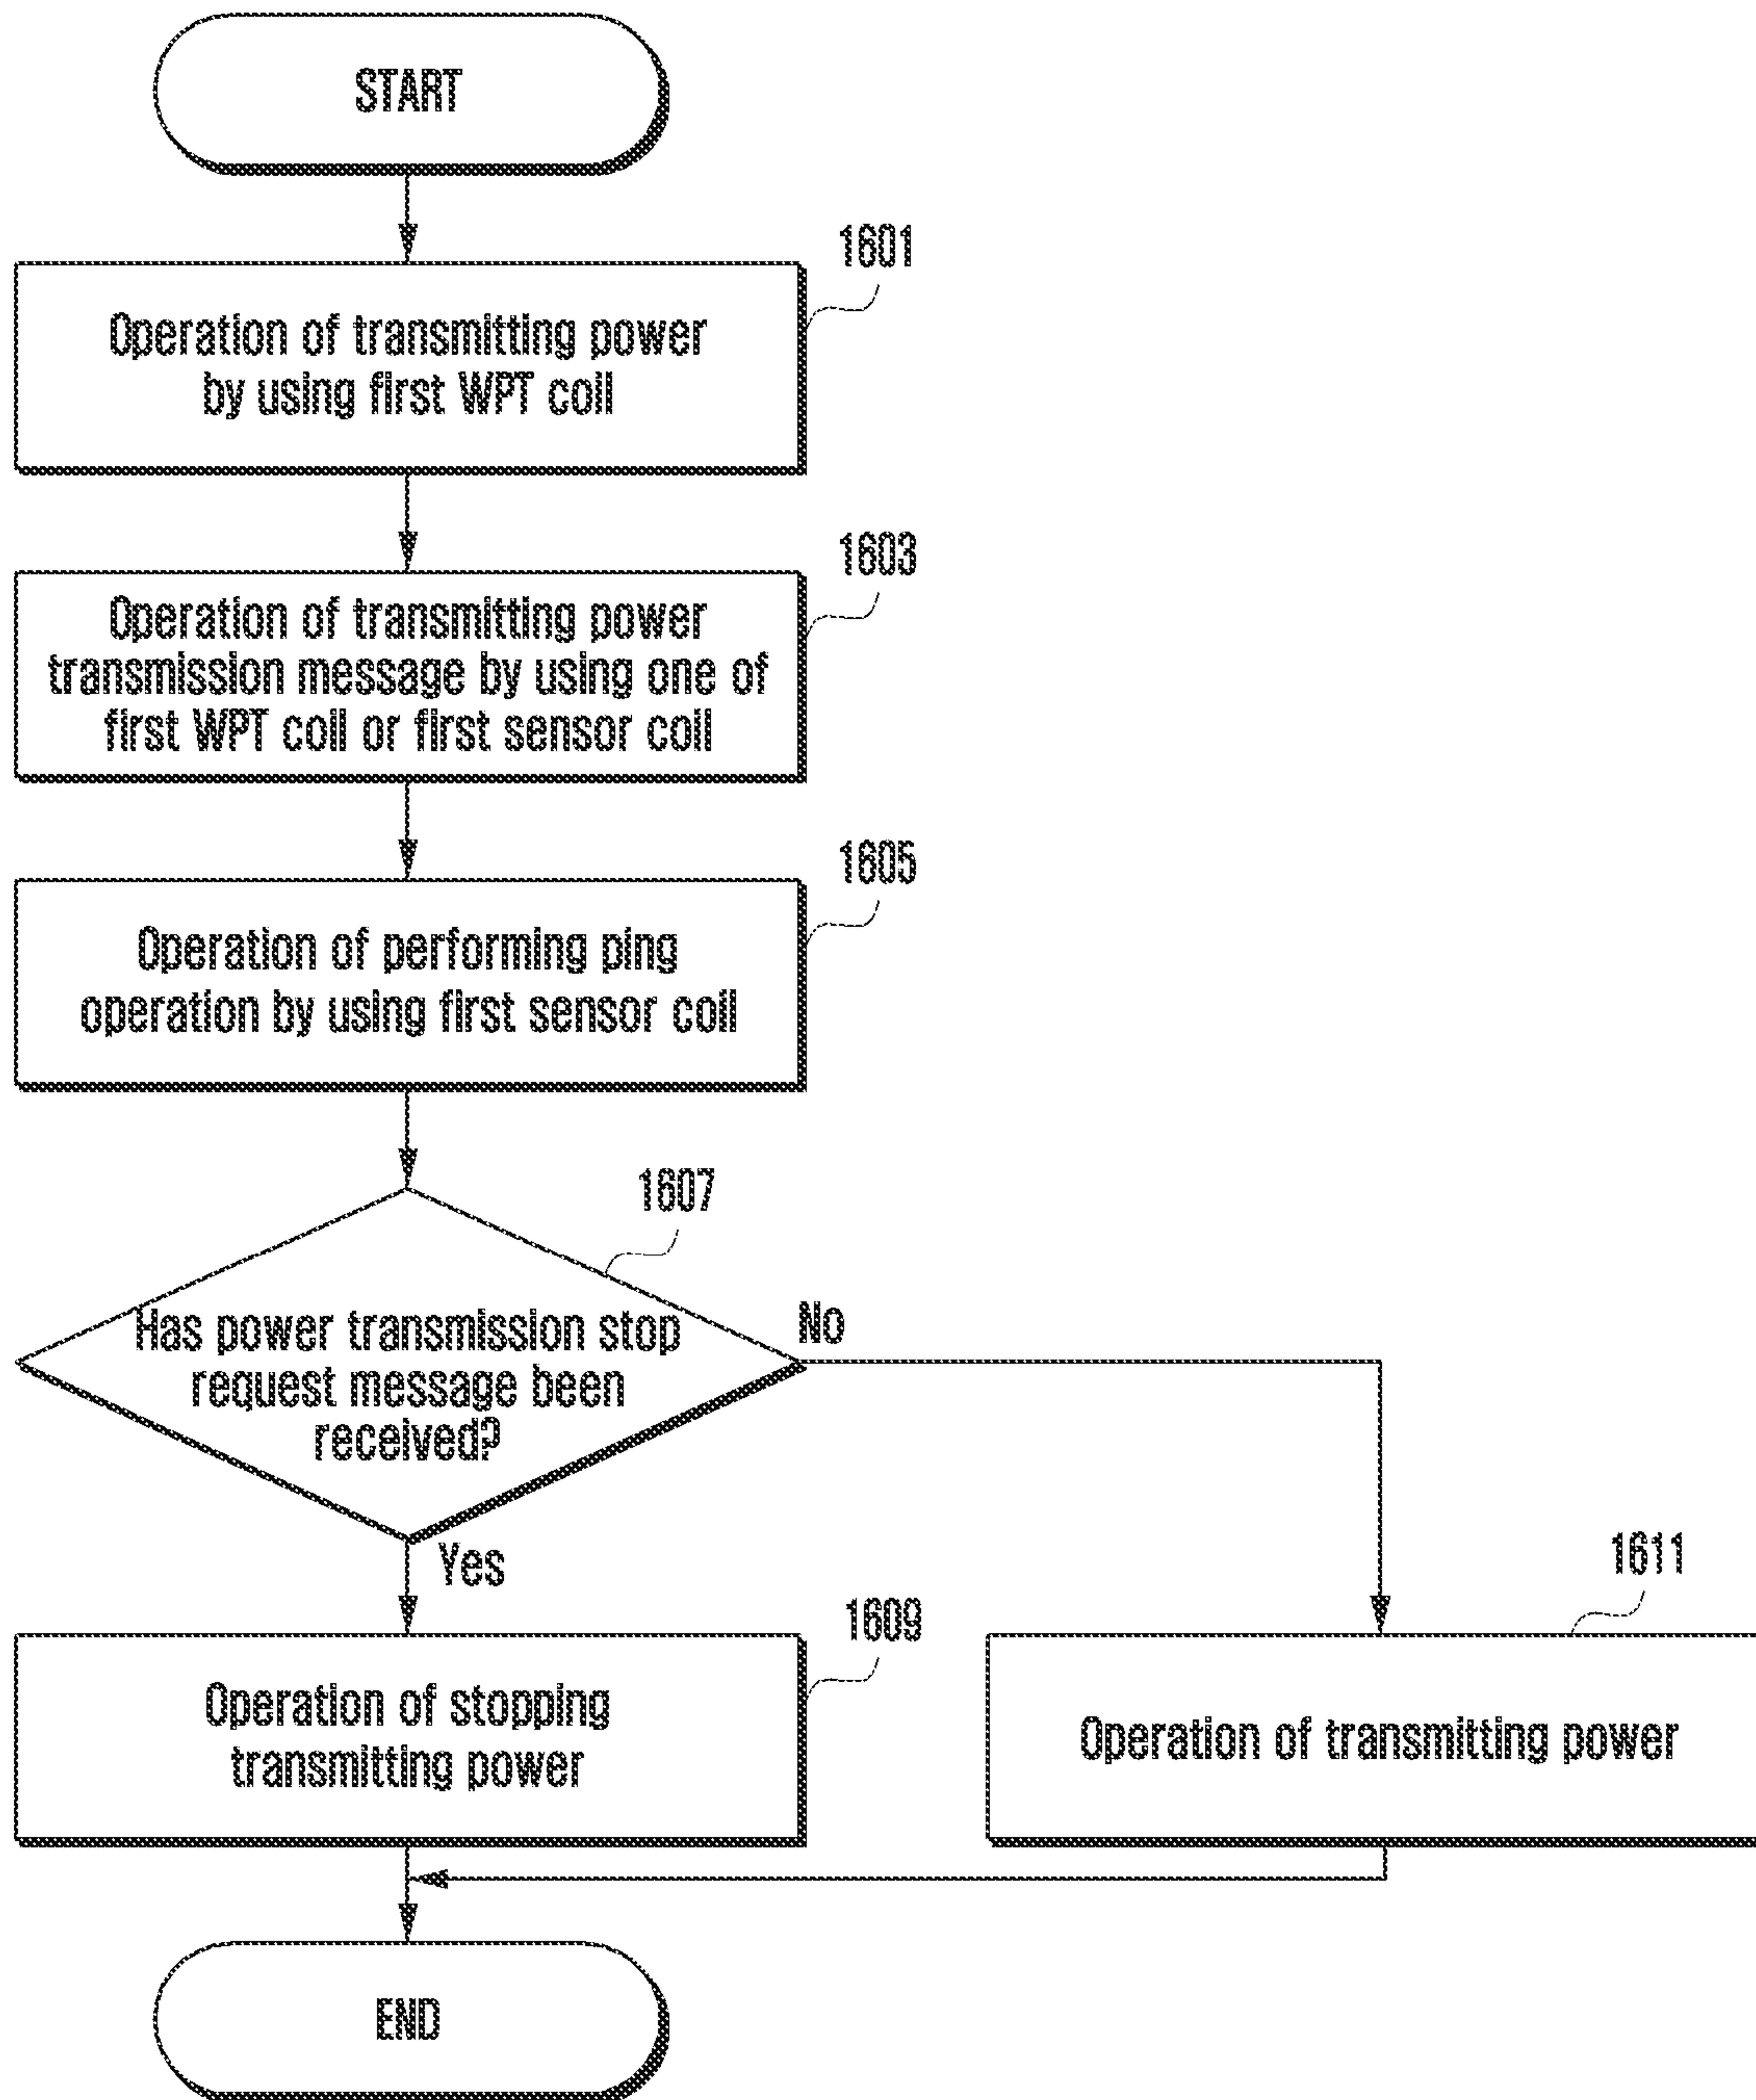 START
1601
Operation of transmitting power
by using first WPT coil
1603
Operation of transmitting power
transmission message by using one of
first WPT coil or first sensor coil
1605
Operation of performing ping
operation by using first sensor coil
1607
Has power transmission stop
request message been
received?
No
Yes
1609
Operation of stopping
transmitting power
1611
Operation of transmitting power
END